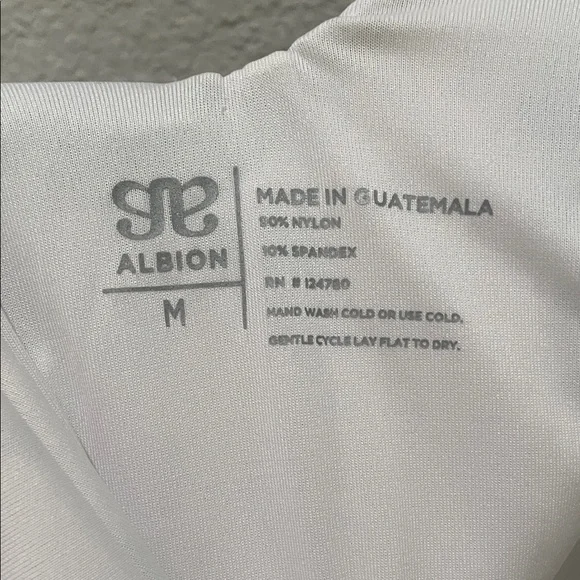 ALBION
M
MADE IN GUATEMALA
90% NYLON
10% SPANDEX
RN # 124780
HAND WASH COLD OR USE COLD.
GENTLE CYCLE LAY FLAT TO DRY.